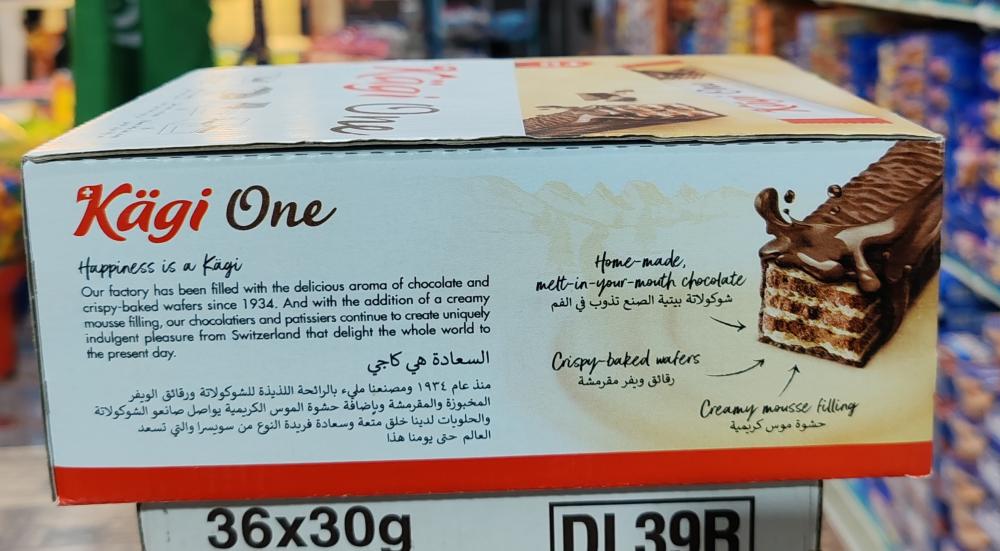 Kägi
One
Kägi One
Happiness is a Kägi
Our factory has been filled with the delicious aroma of chocolate and
crispy-baked wafers since 1934. And with the addition of a creamy
mousse filling, our chocolatiers and patissiers continue to create uniquely
indulgent pleasure from Switzerland that delight the whole world to
the present day.
السعادة هي كاجي
منذ عام ١٩٣٤ ومصنعنا مليء بالرائحة اللذيذة للشوكولاتة ورقائق الويفر
المخبوزة والمقرمشة وبإضافة حشوة الموس الكريمية يواصل صانعو الشوكولاتة
والحلويات لدينا خلق متعة وسعادة فريدة النوع من سويسرا والتي تسعد
العالم حتى يومنا هذا
Home-made,
melt-in-your-mouth chocolate
شوكولاتة بيتية الصنع تذوب في الفم
Crispy-baked wafers
رقائق ويفر مقرمشة
Creamy mousse filling
حشوة موس كريمية
36x30g
DL39R